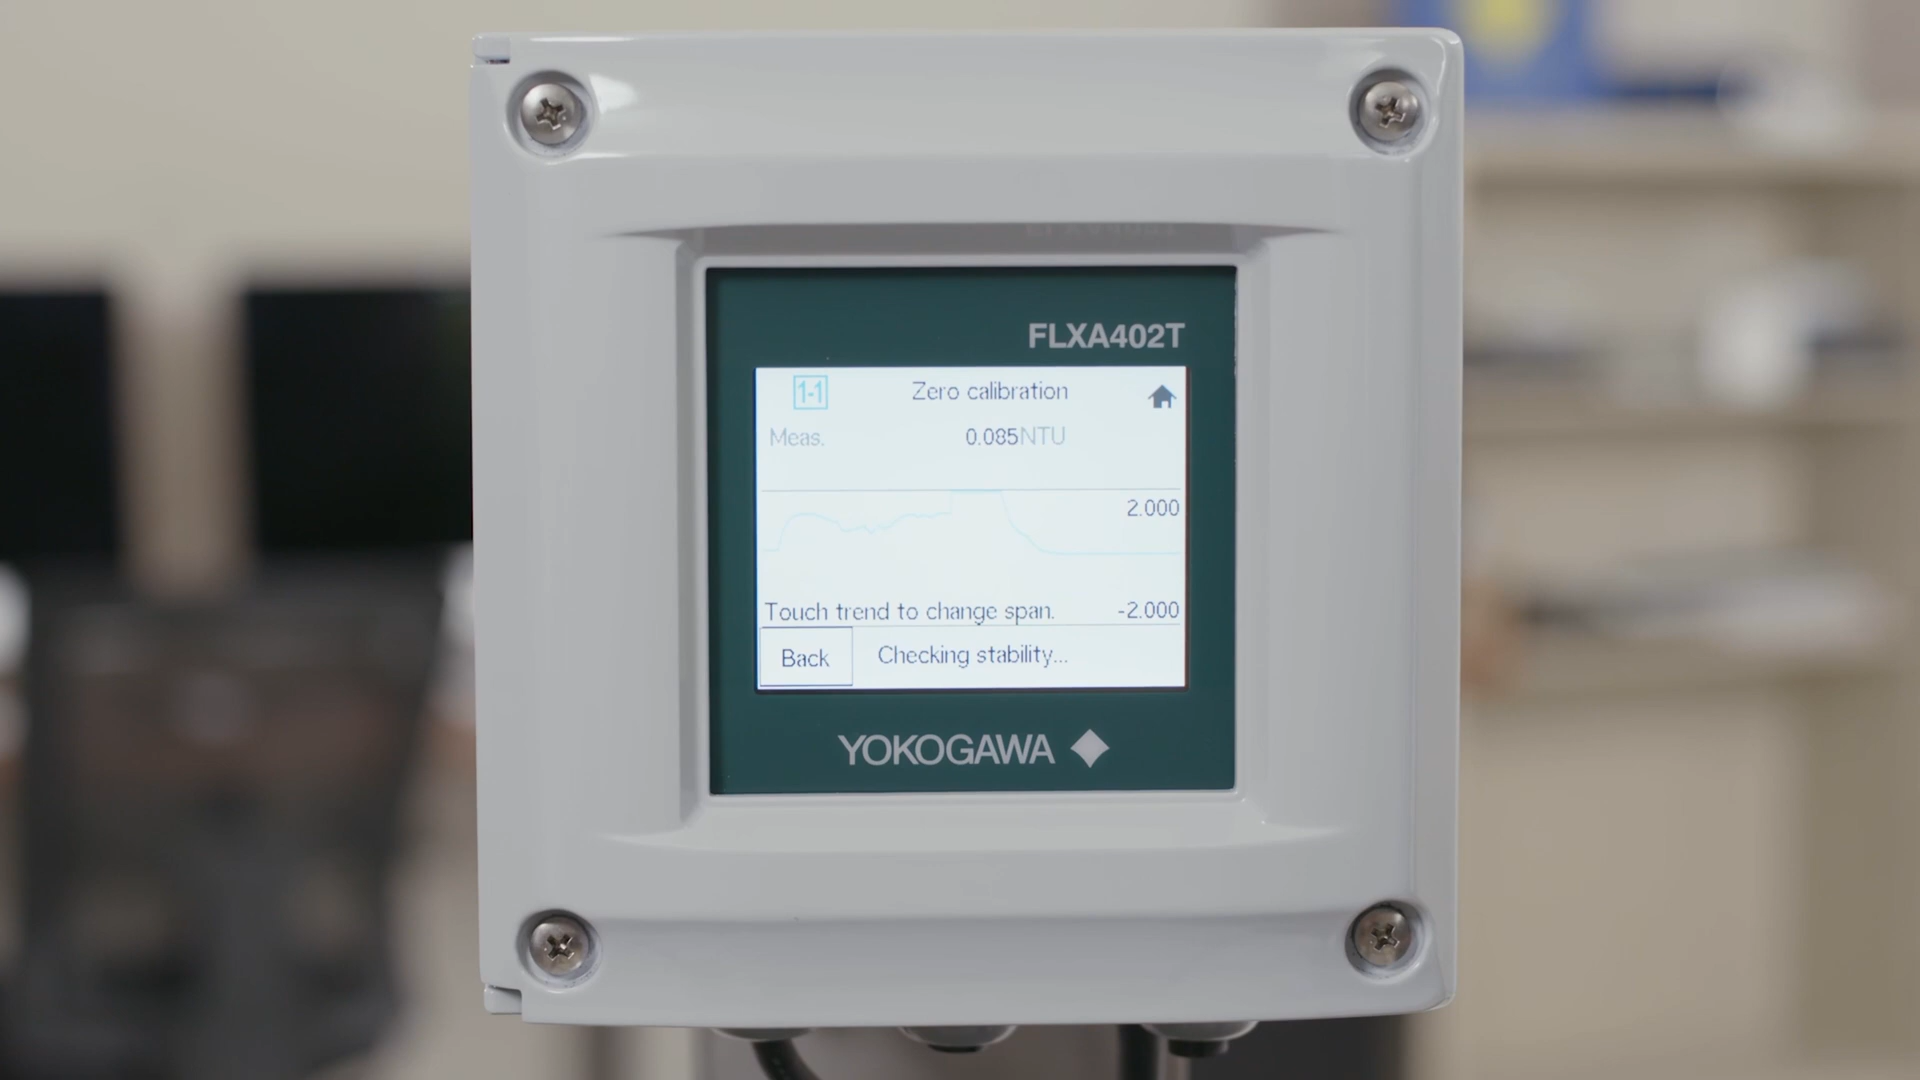 FLXA402T
1-1 Zero calibration
Meas. 0.085NTU
2.000
Touch trend to change span. -2.000
Back Checking stability...
YOKOGAWA